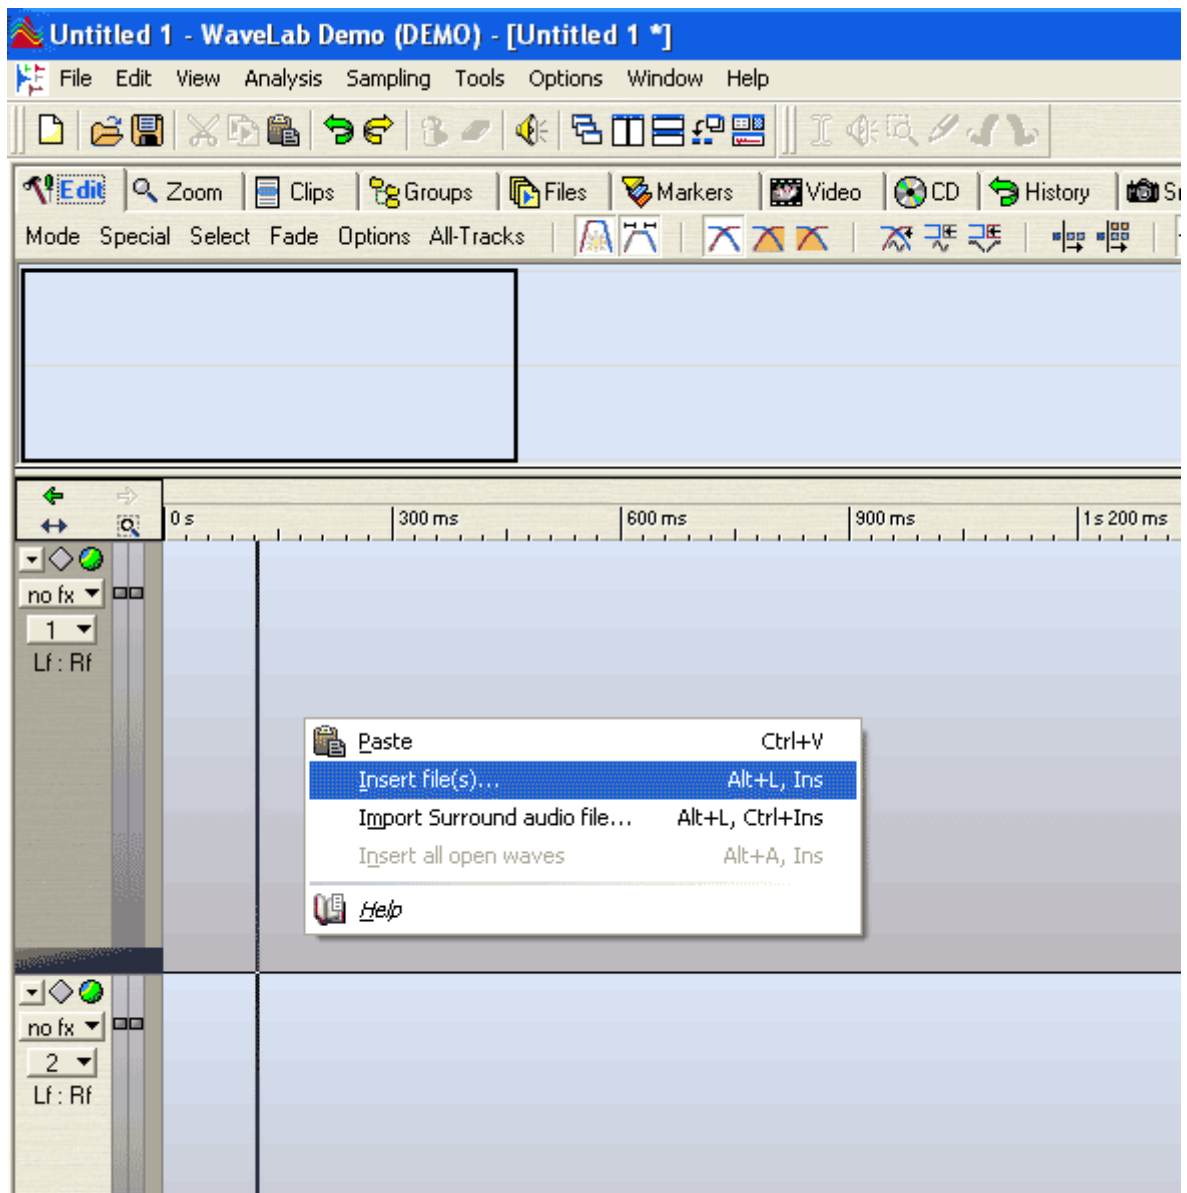 Untitled 1 - WaveLab Demo (DEMO) - [Untitled 1 *]
File Edit View Analysis Sampling Tools Options Window Help
Edit Zoom Clips Groups Files Markers Video CD History
Mode Special Select Fade Options All-Tracks
0 s 300 ms 600 ms 900 ms 1 s 200 ms
no fx
1
Lf : Rf
Paste Ctrl+V
Insert file(s)... Alt+L, Ins
Import Surround audio file... Alt+L, Ctrl+Ins
Insert all open waves Alt+A, Ins
Help
no fx
2
Lf : Rf